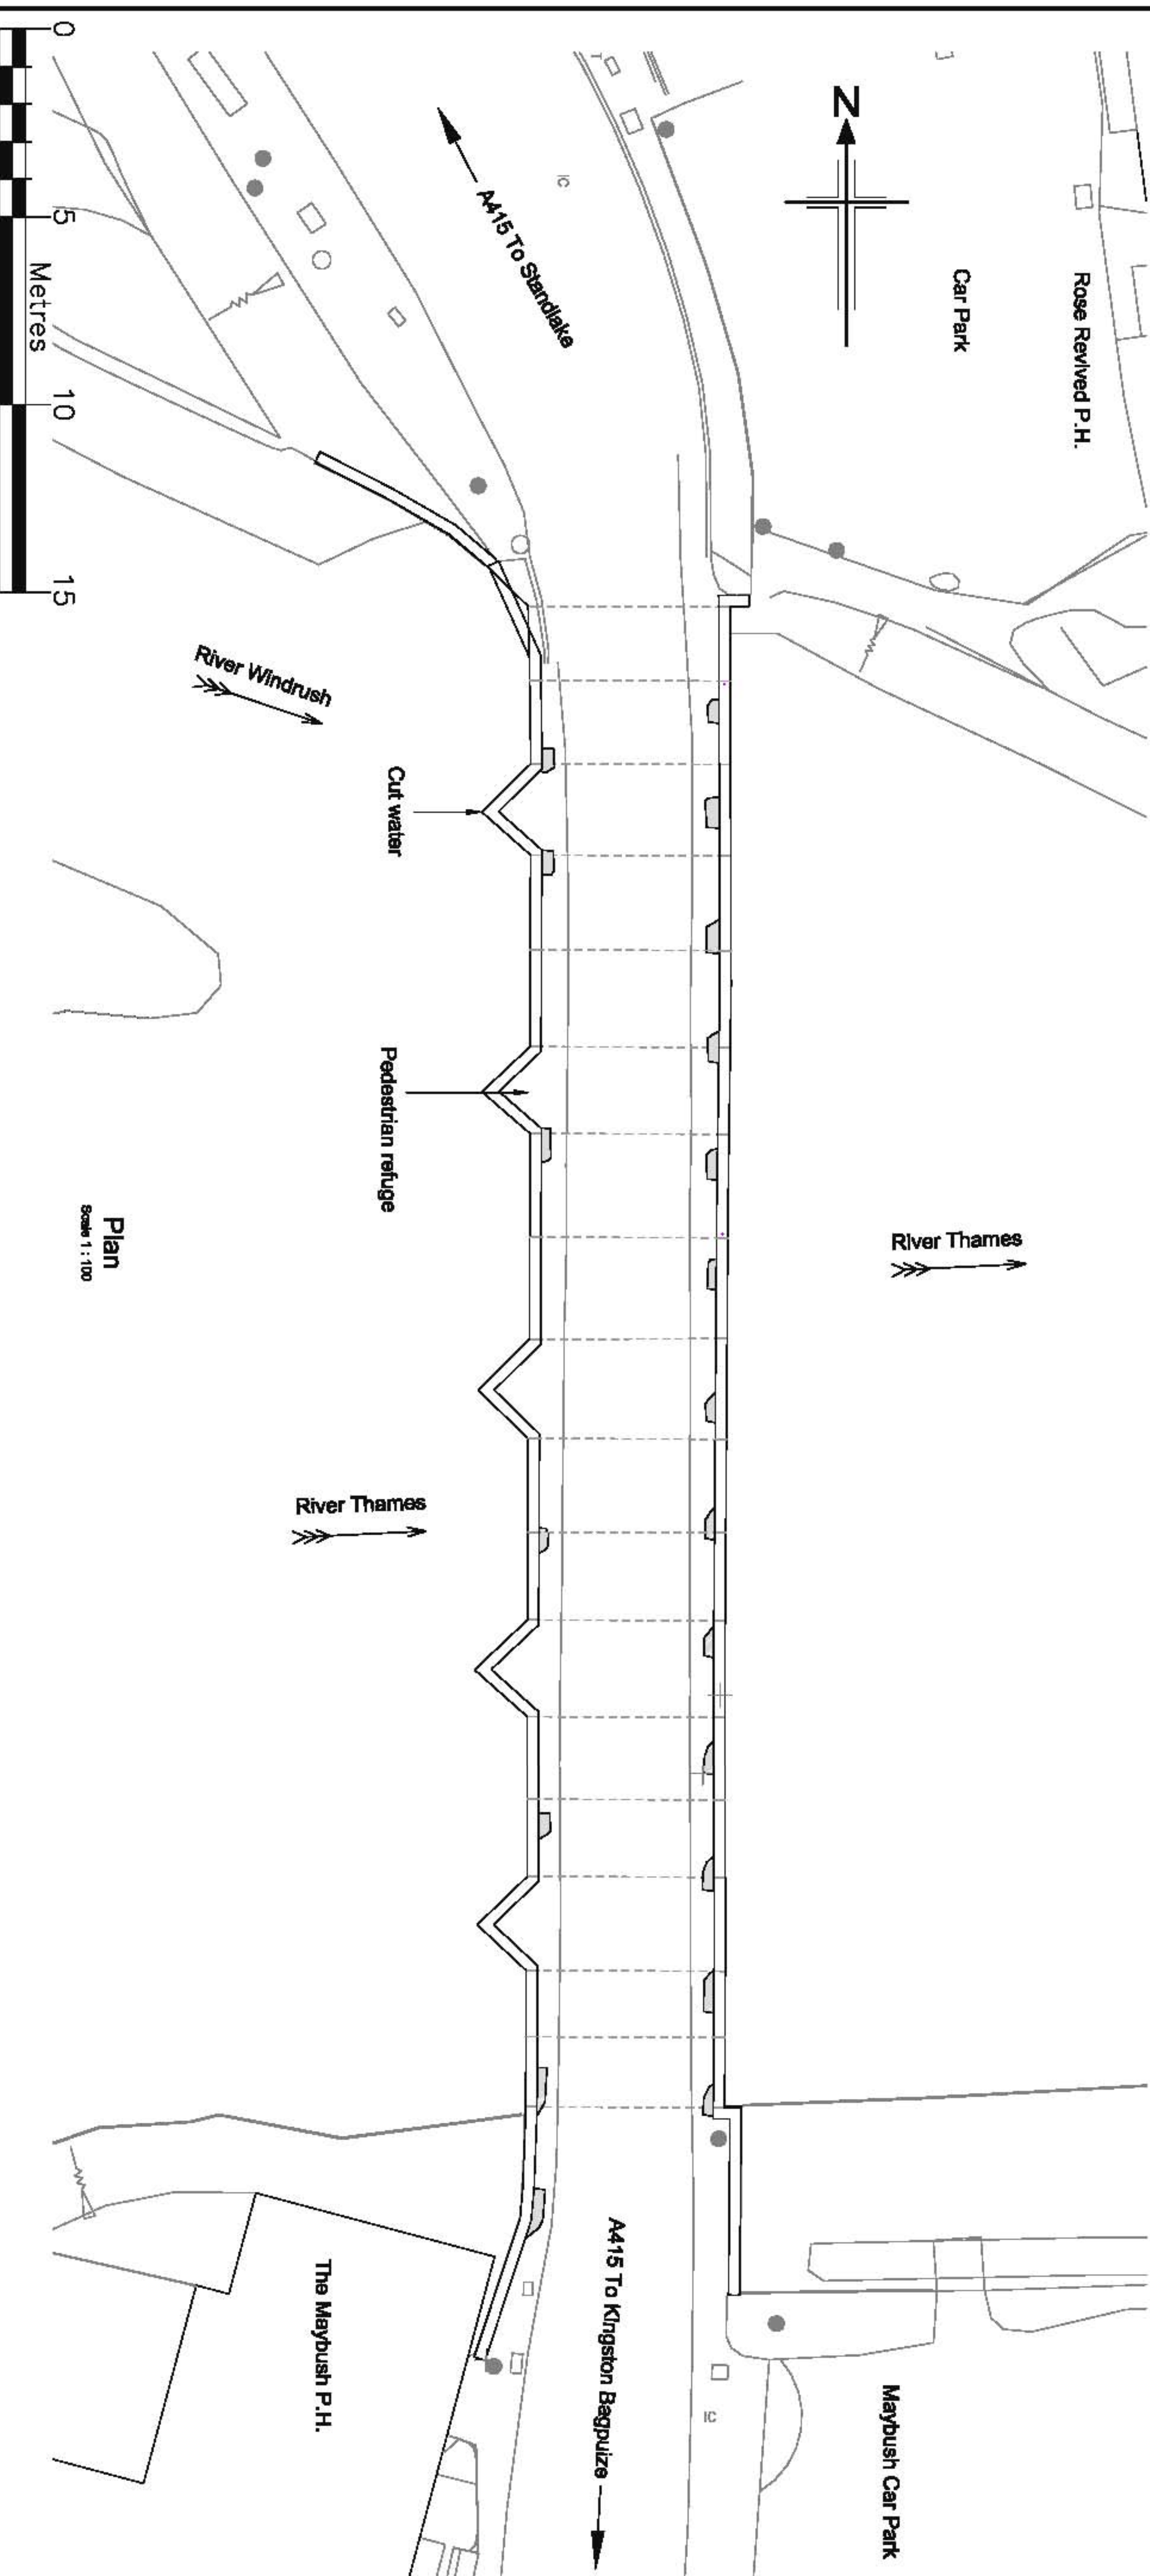 0
5
10
15
Metres
N
A415 To Standlake
IC
Car Park
Rose Revived P.H.
River Windrush
Cut water
Pedestrian refuge
Plan
Scale 1 : 100
River Thames
River Thames
A415 To Kingston Bagpuize
The Maybush P.H.
IC
Maybush Car Park